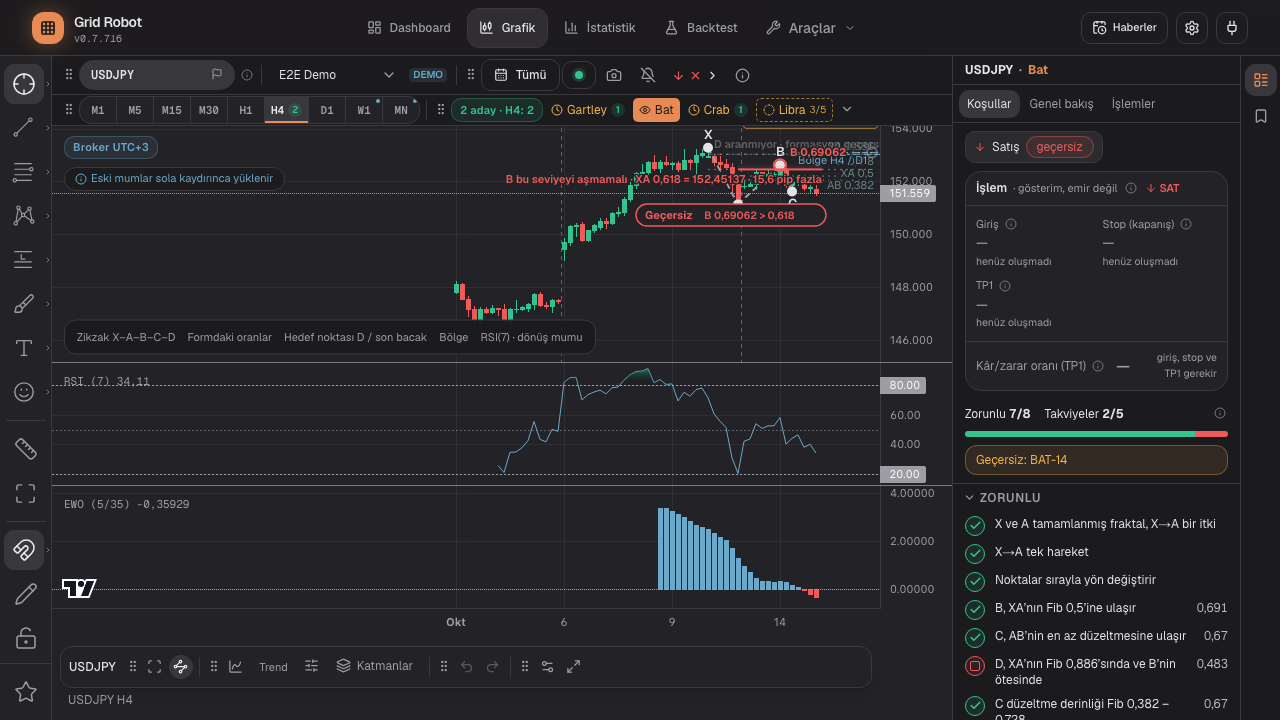 Grid Robot
v0.7.716
Dashboard
Grafik
İstatistik
Backtest
Araçlar
Haberler
USDJPY
E2E Demo
DEMO
Tümü
M1 M5 M15 M30 H1 H4 2 D1 W1 MN
2 aday · H4: 2
Gartley 1
Bat
Crab 1
Libra 3/5
Broker UTC+3
Eski mumlar sola kaydırınca yüklenir
X
D aranmıyor · formasyon
B
B 0,69062
Bölge H4 //D18
XA 0,5
B bu seviyeyi aşmamalı · XA 0,618 = 152,45137 · 15,6 pip fazla
AB 0,382
Geçersiz B 0,69062 > 0,618
154.000
152.000
151.559
150.000
148.000
146.000
Zikzak X–A–B–C–D Formdaki oranlar Hedef noktası D / son bacak Bölge RSI(7) · dönüş mumu
RSI (7) 34,11
80.00
60.00
40.00
20.00
EWO (5/35) -0,35929
4.00000
2.00000
0.00000
Okt 6 9 14
USDJPY
Trend
Katmanlar
USDJPY H4
USDJPY · Bat
Koşullar Genel bakış İşlemler
Satış geçersiz
İşlem · gösterim, emir değil SAT
Giriş
—
henüz oluşmadı
Stop (kapanış)
—
henüz oluşmadı
TP1
—
henüz oluşmadı
Kâr/zarar oranı (TP1) — giriş, stop ve
TP1 gerekir
Zorunlu 7/8 Takviyeler 2/5
Geçersiz: BAT-14
ZORUNLU
X ve A tamamlanmış fraktal, X→A bir itki
X→A tek hareket
Noktalar sırayla yön değiştirir
B, XA’nın Fib 0,5’ine ulaşır 0,691
C, AB’nin en az düzeltmesine ulaşır 0,67
D, XA’nın Fib 0,886’sında ve B’nin 0,483
ötesinde
C düzeltme derinliği Fib 0,382 – 0,67
0,728